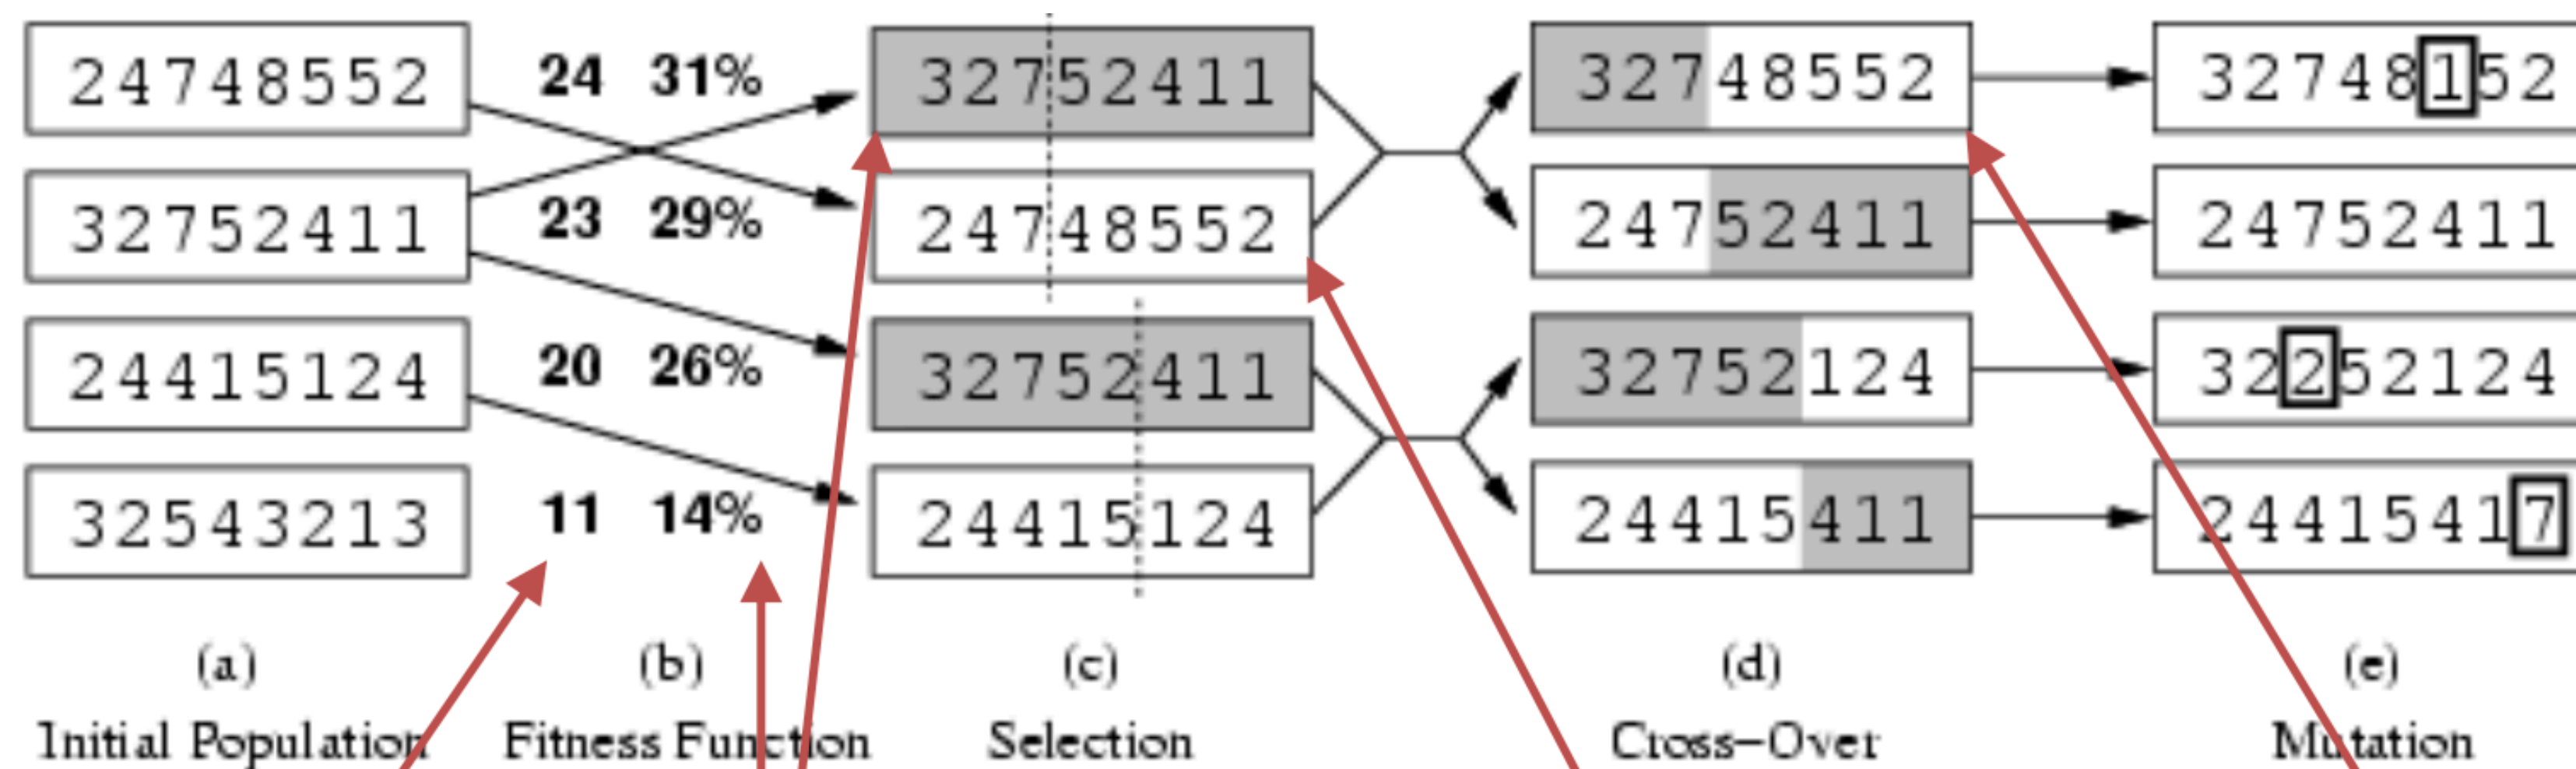 24748552 24 31% 32752411 32748552 32748152
32752411 23 29% 24748552 24752411 24752411
24415124 20 26% 32752411 32752124 32252124
32543213 11 14% 24415124 24415411 24415417
(a) (b) (c) (d) (e)
Initial Population Fitness Function Selection Cross-Over Mutation